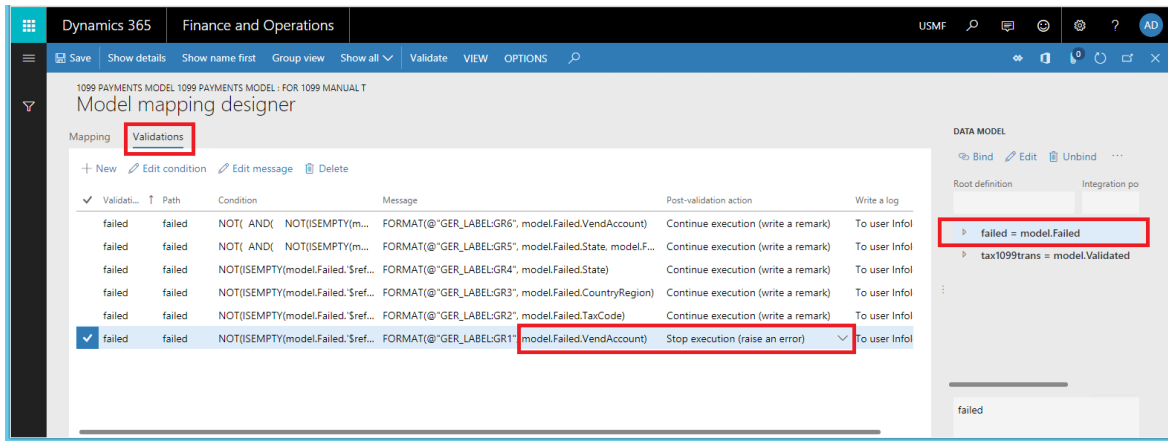 Dynamics 365 Finance and Operations USMF ? AD
Save Show details Show name first Group view Show all Validate VIEW OPTIONS 0
1099 PAYMENTS MODEL 1099 PAYMENTS MODEL : FOR 1099 MANUAL T
Model mapping designer
Mapping Validations
+ New Edit condition Edit message Delete
Validati... ↑ Path Condition Message Post-validation action Write a log
failed failed NOT( AND( NOT(ISEMPTY(m... FORMAT(@"GER_LABEL:GR6", model.Failed.VendAccount) Continue execution (write a remark) To user Infol
failed failed NOT( AND( NOT(ISEMPTY(m... FORMAT(@"GER_LABEL:GR5", model.Failed.State, model.F... Continue execution (write a remark) To user Infol
failed failed NOT(ISEMPTY(model.Failed.'$ref... FORMAT(@"GER_LABEL:GR4", model.Failed.State) Continue execution (write a remark) To user Infol
failed failed NOT(ISEMPTY(model.Failed.'$ref... FORMAT(@"GER_LABEL:GR3", model.Failed.CountryRegion) Continue execution (write a remark) To user Infol
failed failed NOT(ISEMPTY(model.Failed.'$ref... FORMAT(@"GER_LABEL:GR2", model.Failed.TaxCode) Continue execution (write a remark) To user Infol
failed failed NOT(ISEMPTY(model.Failed.'$ref... FORMAT(@"GER_LABEL:GR1", model.Failed.VendAccount) Stop execution (raise an error) To user Infol
DATA MODEL
Bind Edit Unbind ...
Root definition Integration po
failed = model.Failed
tax1099trans = model.Validated
failed